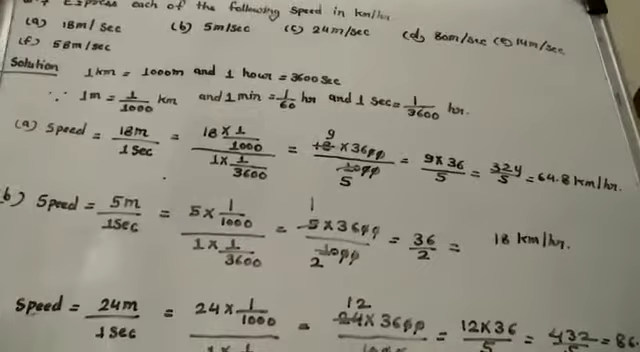 Express each of the following speed in km/hr.
(a) 18m/sec (b) 5m/sec (c) 24m/sec (d) 80m/sec (e) 14m/sec
(f) 58m/sec
Solution 1km = 1000m and 1 hour = 3600sec
∵ 1m = 1/1000 km and 1 min = 1/60 hr and 1 sec = 1/3600 hr.
(a) Speed = 18m/1sec = (18 × 1/1000)/(1 × 1/3600) = 9 18 × 3600/1000 5 = 9×36/5 = 324/5 = 64.8 km/hr.
b) Speed = 5m/1sec = (5 × 1/1000)/(1 × 1/3600) = 1 5 × 3600/1000 2 = 36/2 = 18 km/hr.
Speed = 24m/1sec = (24 × 1/1000)/(1 × 1 = 12 24 × 3600/1000 = 12×36/5 = 432/5 = 86.